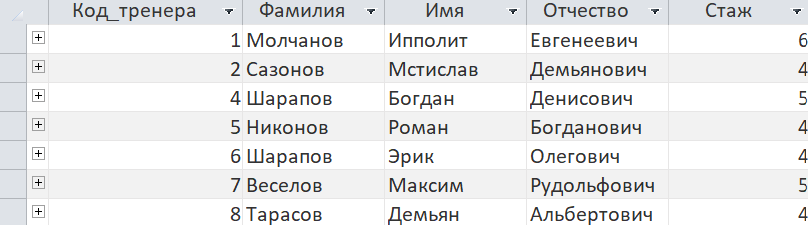 Код_тренера Фамилия Имя Отчество Стаж
1 Молчанов Ипполит Евгенеевич 6
2 Сазонов Мстислав Демьянович 4
4 Шарапов Богдан Денисович 5
5 Никонов Роман Богданович 4
6 Шарапов Эрик Олегович 4
7 Веселов Максим Рудольфович 5
8 Тарасов Демьян Альбертович 4